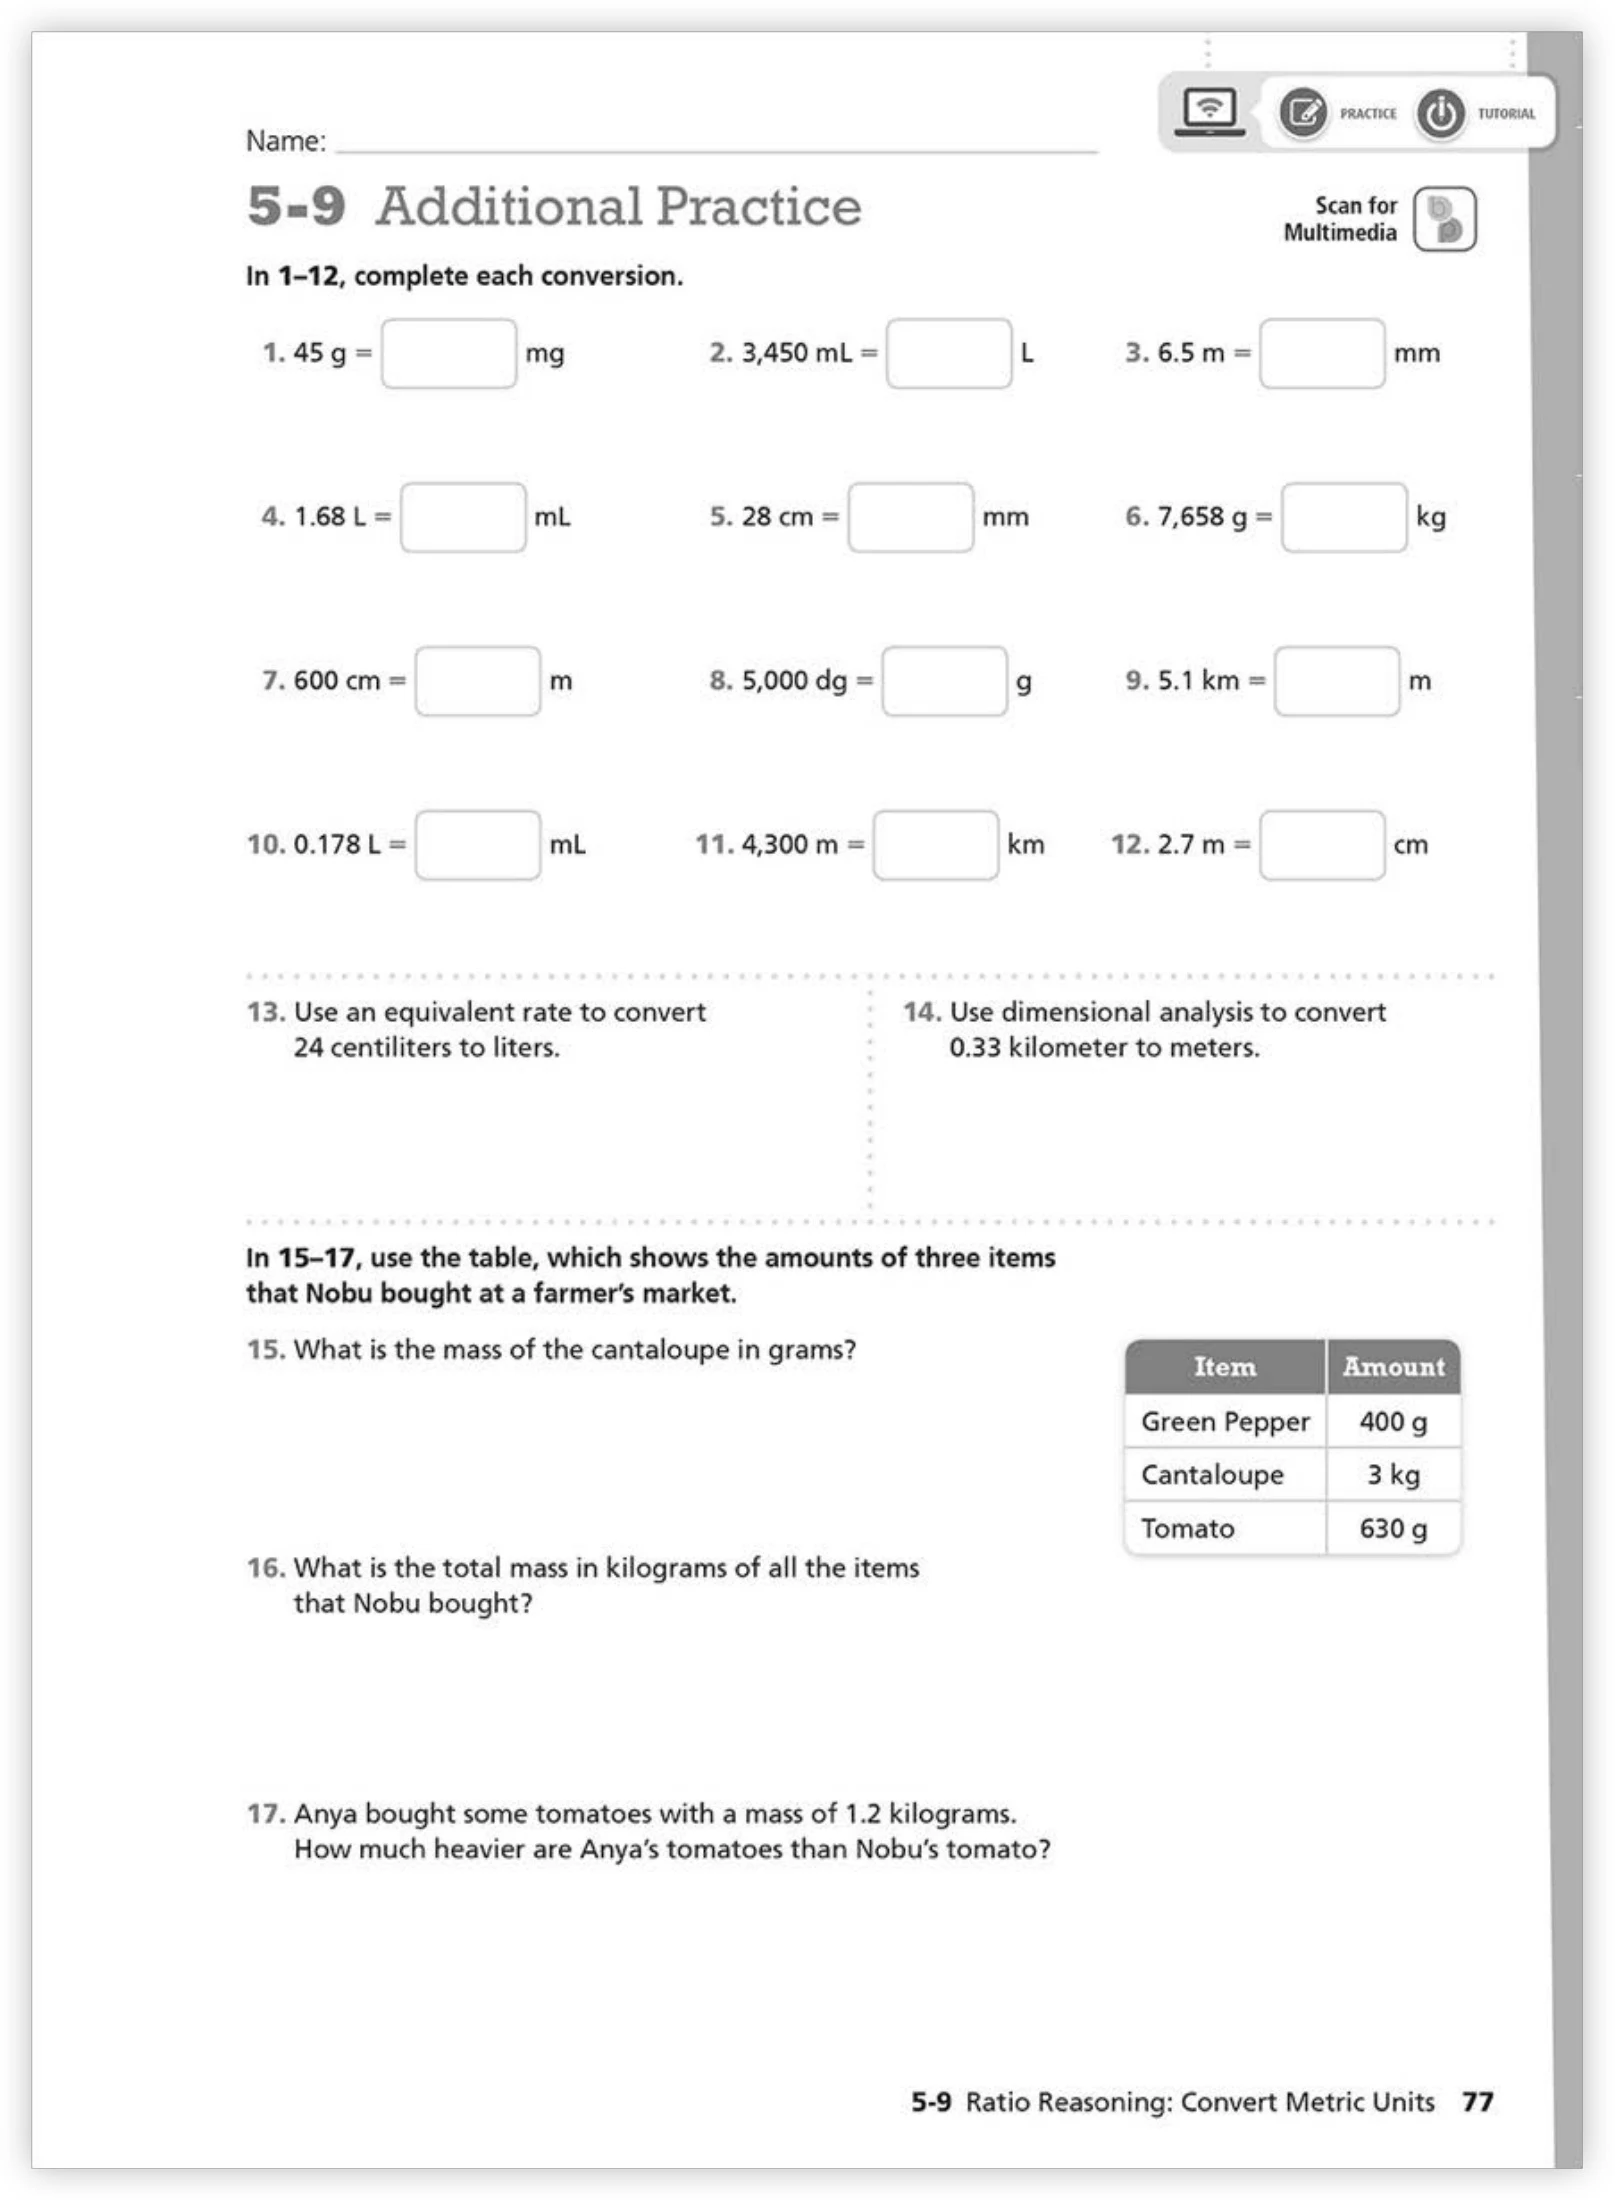 PRACTICE TUTORIAL
Name:
5-9 Additional Practice
Scan for
Multimedia
In 1–12, complete each conversion.
1. 45 g = mg 2. 3,450 mL = L 3. 6.5 m = mm
4. 1.68 L = mL 5. 28 cm = mm 6. 7,658 g = kg
7. 600 cm = m 8. 5,000 dg = g 9. 5.1 km = m
10. 0.178 L = mL 11. 4,300 m = km 12. 2.7 m = cm
13. Use an equivalent rate to convert
24 centiliters to liters.
14. Use dimensional analysis to convert
0.33 kilometer to meters.
In 15–17, use the table, which shows the amounts of three items
that Nobu bought at a farmer's market.
15. What is the mass of the cantaloupe in grams?
Item Amount
Green Pepper 400 g
Cantaloupe 3 kg
Tomato 630 g
16. What is the total mass in kilograms of all the items
that Nobu bought?
17. Anya bought some tomatoes with a mass of 1.2 kilograms.
How much heavier are Anya's tomatoes than Nobu's tomato?
5-9 Ratio Reasoning: Convert Metric Units 77